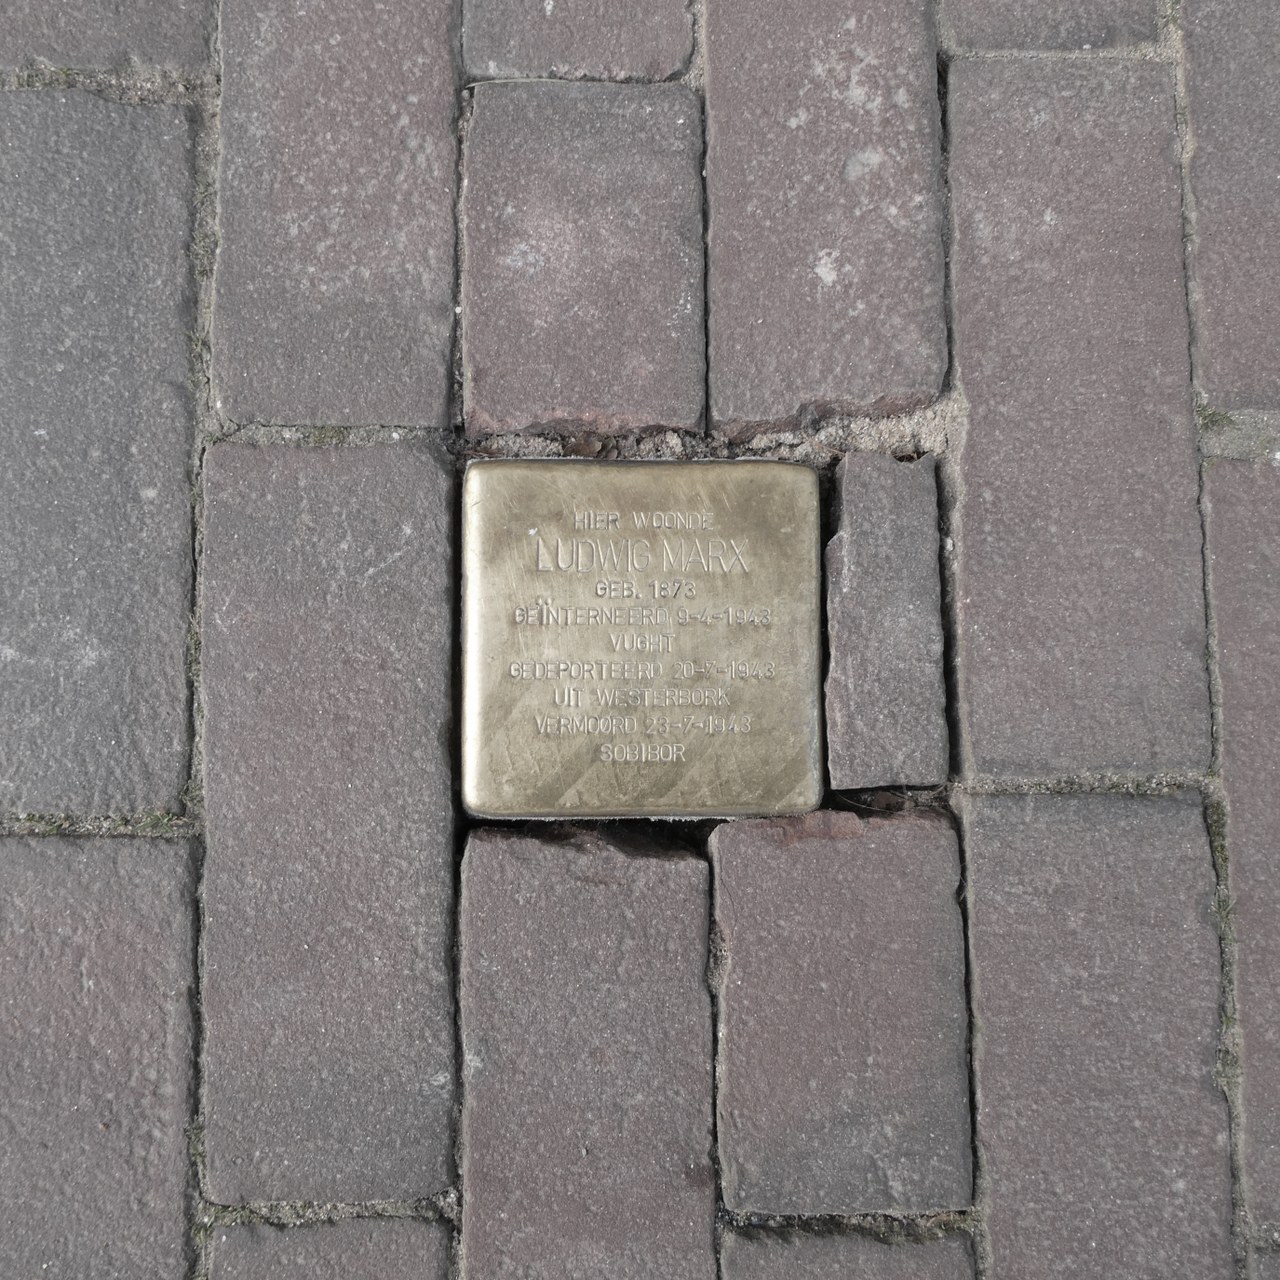 HIER WOONDE
LUDWIG MARX
GEB. 1873
GEÏNTERNEERD 9-4-1943
VUGHT
GEDEPORTEERD 20-7-1943
UIT WESTERBORK
VERMOORD 23-7-1943
SOBIBOR